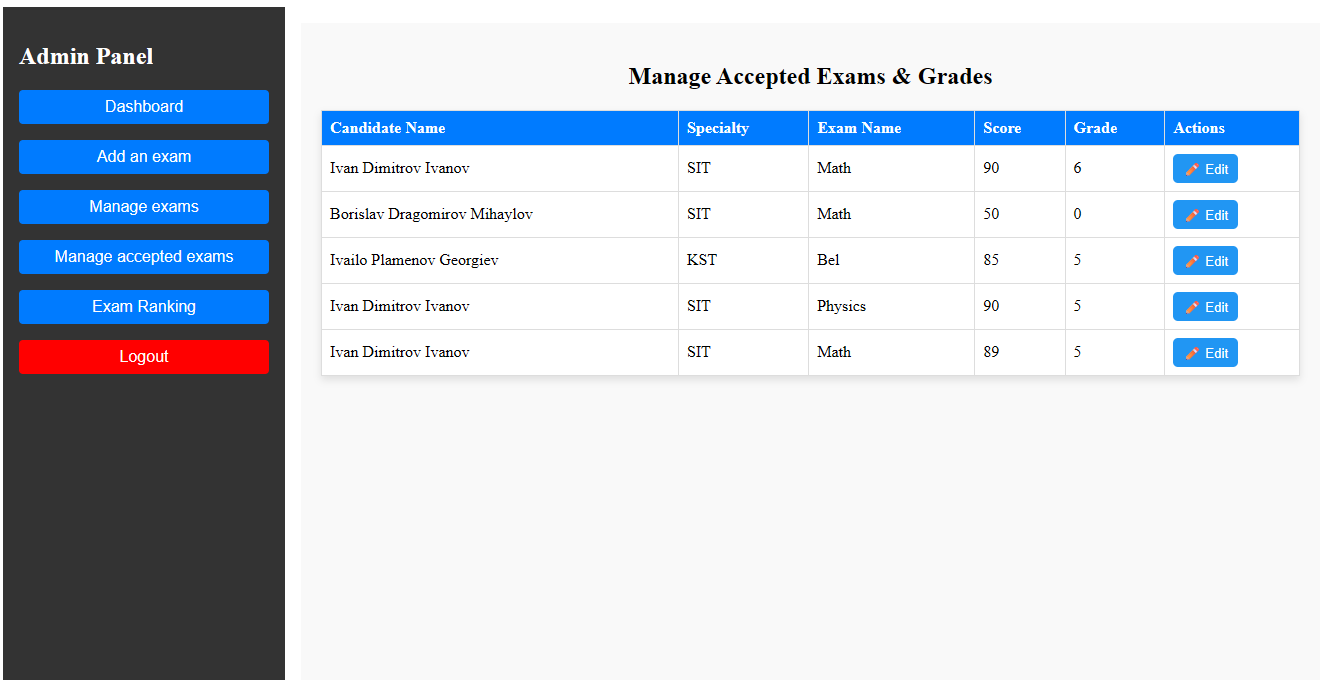 Admin Panel
Dashboard
Add an exam
Manage exams
Manage accepted exams
Exam Ranking
Logout
Manage Accepted Exams & Grades
Candidate Name Specialty Exam Name Score Grade Actions
Ivan Dimitrov Ivanov SIT Math 90 6 Edit
Borislav Dragomirov Mihaylov SIT Math 50 0 Edit
Ivailo Plamenov Georgiev KST Bel 85 5 Edit
Ivan Dimitrov Ivanov SIT Physics 90 5 Edit
Ivan Dimitrov Ivanov SIT Math 89 5 Edit